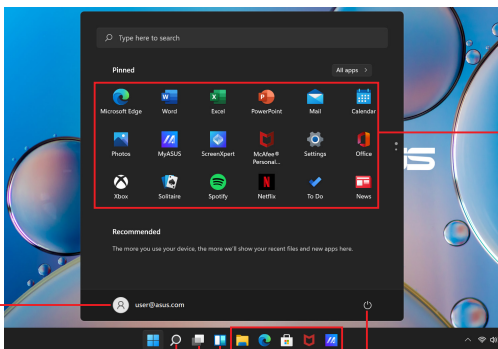 Type here to search
Pinned
All apps >
Microsoft Edge Word Excel PowerPoint Mail Calendar
Photos MyASUS ScreenXpert McAfee® Personal... Settings Office
Xbox Solitaire Spotify Netflix To Do News
Recommended
The more you use your device, the more we'll show your recent files and new apps here.
user@asus.com